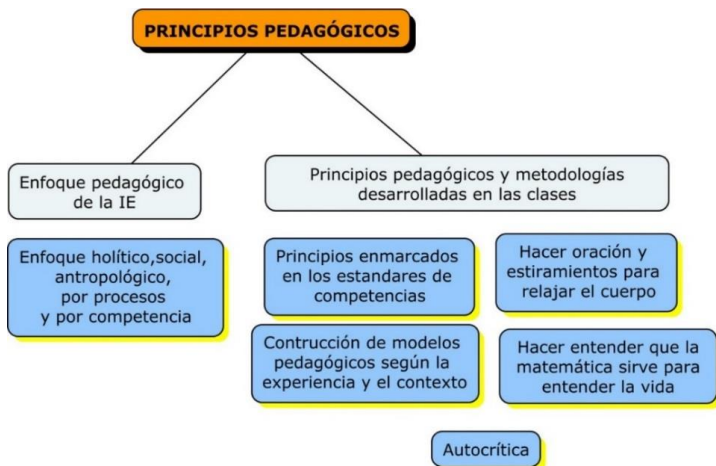 PRINCIPIOS PEDAGÓGICOS
Enfoque pedagógico
de la IE
Principios pedagógicos y metodologías
desarrolladas en las clases
Enfoque holítico,social,
antropológico,
por procesos
y por competencia
Principios enmarcados
en los estandares de
competencias
Hacer oración y
estiramientos para
relajar el cuerpo
Contrucción de modelos
pedagógicos según la
experiencia y el contexto
Hacer entender que la
matemática sirve para
entender la vida
Autocrítica